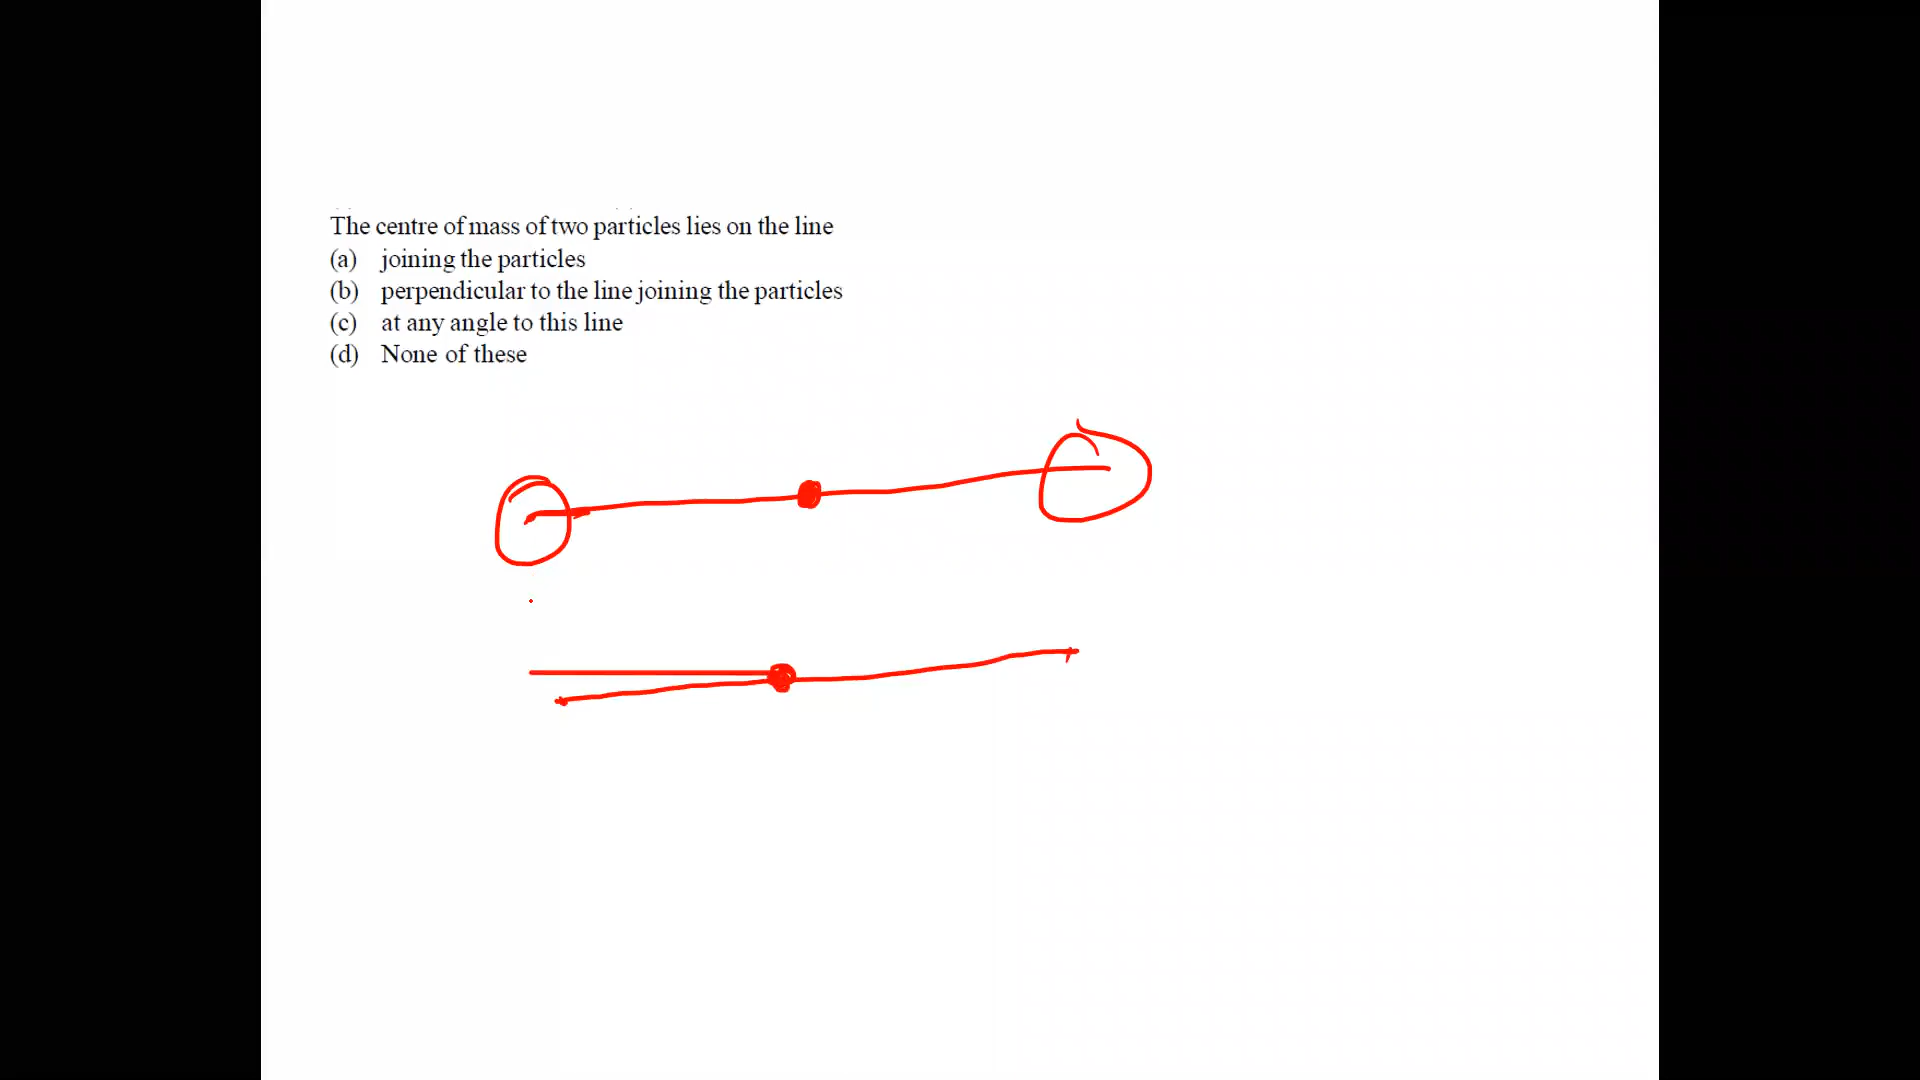 The centre of mass of two particles lies on the line
(a) joining the particles
(b) perpendicular to the line joining the particles
(c) at any angle to this line
(d) None of these